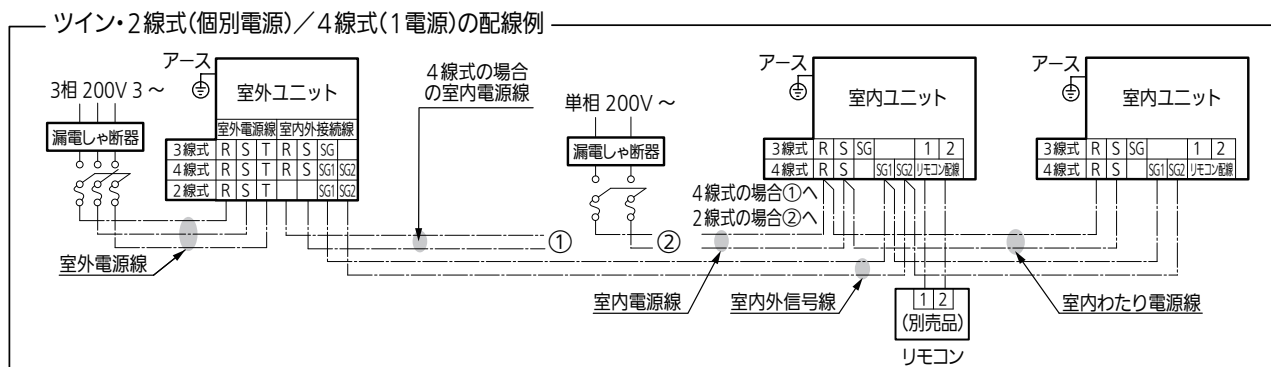 ツイン・2線式(個別電源)／4線式(1電源)の配線例
アース
3相 200V 3～
漏電しゃ断器
室外ユニット
室外電源線 室内外接続線
3線式 R S T R S SG
4線式 R S T R S SG1 SG2
2線式 R S T SG1 SG2
室外電源線
4線式の場合
の室内電源線
①
単相 200V～
漏電しゃ断器
②
4線式の場合①へ
2線式の場合②へ
アース
室内ユニット
3線式 R S SG 1 2
4線式 R S SG1 SG2 リモコン配線
アース
室内ユニット
3線式 R S SG 1 2
4線式 R S SG1 SG2 リモコン配線
室内電源線
室内外信号線
1 2
(別売品)
リモコン
室内わたり電源線